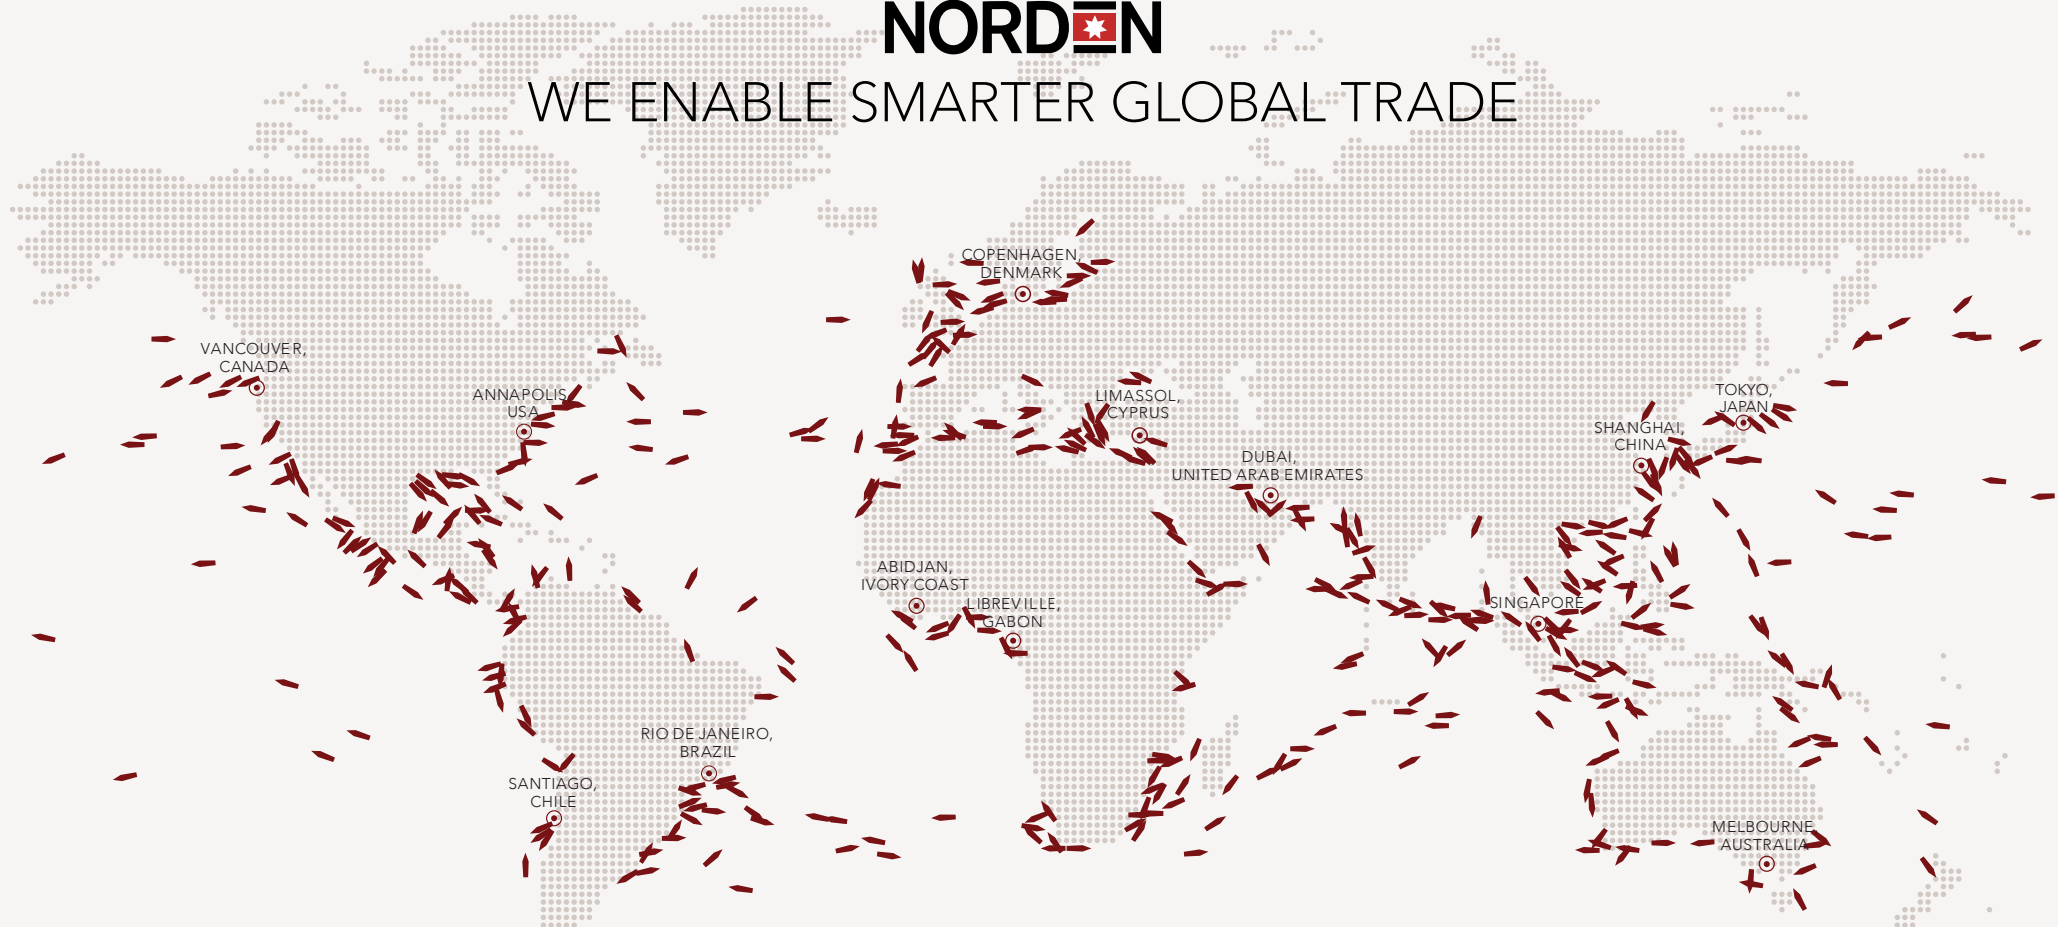 NORDEN
WE ENABLE SMARTER GLOBAL TRADE
COPENHAGEN,
DENMARK
VANCOUVER,
CANADA
ANNAPOLIS,
USA
LIMASSOL,
CYPRUS
TOKYO,
JAPAN
SHANGHAI,
CHINA
DUBAI,
UNITED ARAB EMIRATES
ABIDJAN,
IVORY COAST
LIBREVILLE,
GABON
SINGAPORE
RIO DE JANEIRO,
BRAZIL
SANTIAGO,
CHILE
MELBOURNE,
AUSTRALIA